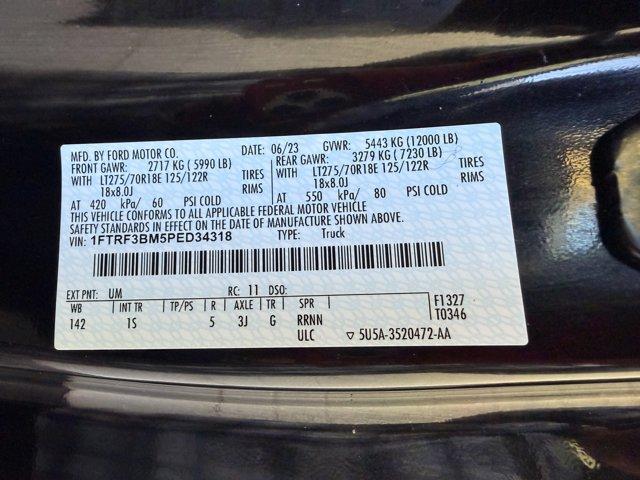 MFD. BY FORD MOTOR CO. DATE: 06/23 GVWR: 5443 KG (12000 LB)
FRONT GAWR: 2717 KG ( 5990 LB) REAR GAWR: 3279 KG ( 7230 LB)
WITH LT275/70R18E 125/122R TIRES WITH LT275/70R18E 125/122R TIRES
18x8.0J RIMS 18x8.0J RIMS
AT 420 kPa/ 60 PSI COLD AT 550 kPa/ 80 PSI COLD
THIS VEHICLE CONFORMS TO ALL APPLICABLE FEDERAL MOTOR VEHICLE
SAFETY STANDARDS IN EFFECT ON THE DATE OF MANUFACTURE SHOWN ABOVE.
VIN: 1FTRF3BM5PED34318 TYPE: Truck
EXT PNT: UM RC: 11 DSO:
WB INT TR TP/PS R AXLE TR SPR F1327
142 1S 5 3J G RRNN T0346
ULC ▽ 5U5A-3520472-AA